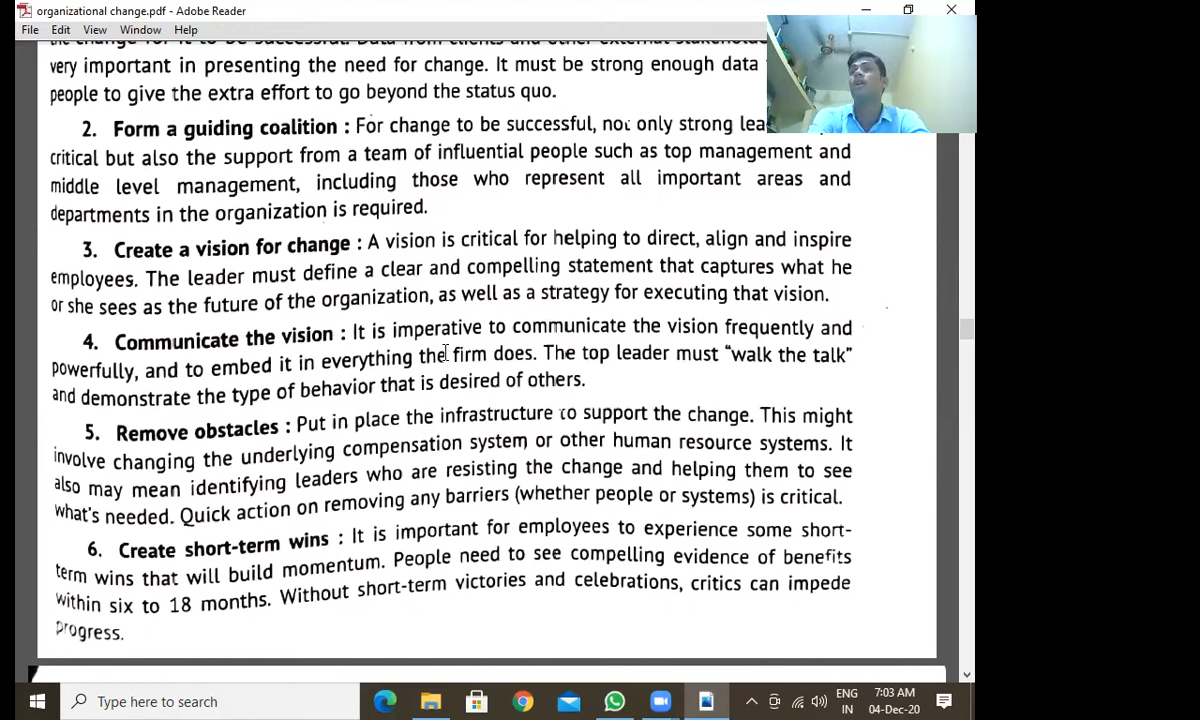 organizational change.pdf - Adobe Reader
File Edit View Window Help
the change for it to be successful. Data from clients and other external
very important in presenting the need for change. It must be strong enough data
people to give the extra effort to go beyond the status quo.
2. Form a guiding coalition : For change to be successful, not only strong
critical but also the support from a team of influential people such as top management and
middle level management, including those who represent all important areas and
departments in the organization is required.
3. Create a vision for change : A vision is critical for helping to direct, align and inspire
employees. The leader must define a clear and compelling statement that captures what he
or she sees as the future of the organization, as well as a strategy for executing that vision.
4. Communicate the vision : It is imperative to communicate the vision frequently and
powerfully, and to embed it in everything the firm does. The top leader must “walk the talk”
and demonstrate the type of behavior that is desired of others.
5. Remove obstacles : Put in place the infrastructure to support the change. This might
involve changing the underlying compensation system or other human resource systems. It
also may mean identifying leaders who are resisting the change and helping them to see
what's needed. Quick action on removing any barriers (whether people or systems) is critical.
6. Create short-term wins : It is important for employees to experience some short-
term wins that will build momentum. People need to see compelling evidence of benefits
within six to 18 months. Without short-term victories and celebrations, critics can impede
progress.
Type here to search
ENG
IN
7:03 AM
04-Dec-20